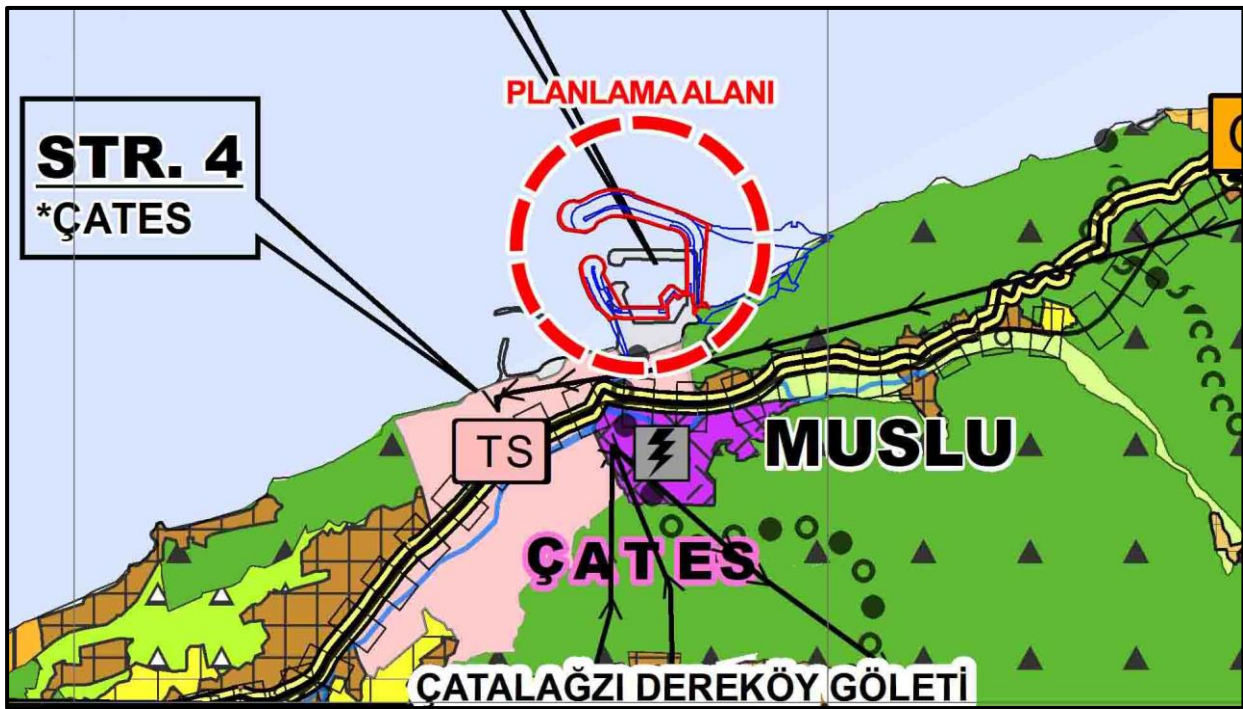 PLANLAMA ALANI
STR. 4
*ÇATES
TS
MUSLU
ÇATES
ÇATALAĞZI DEREKÖY GÖLETİ